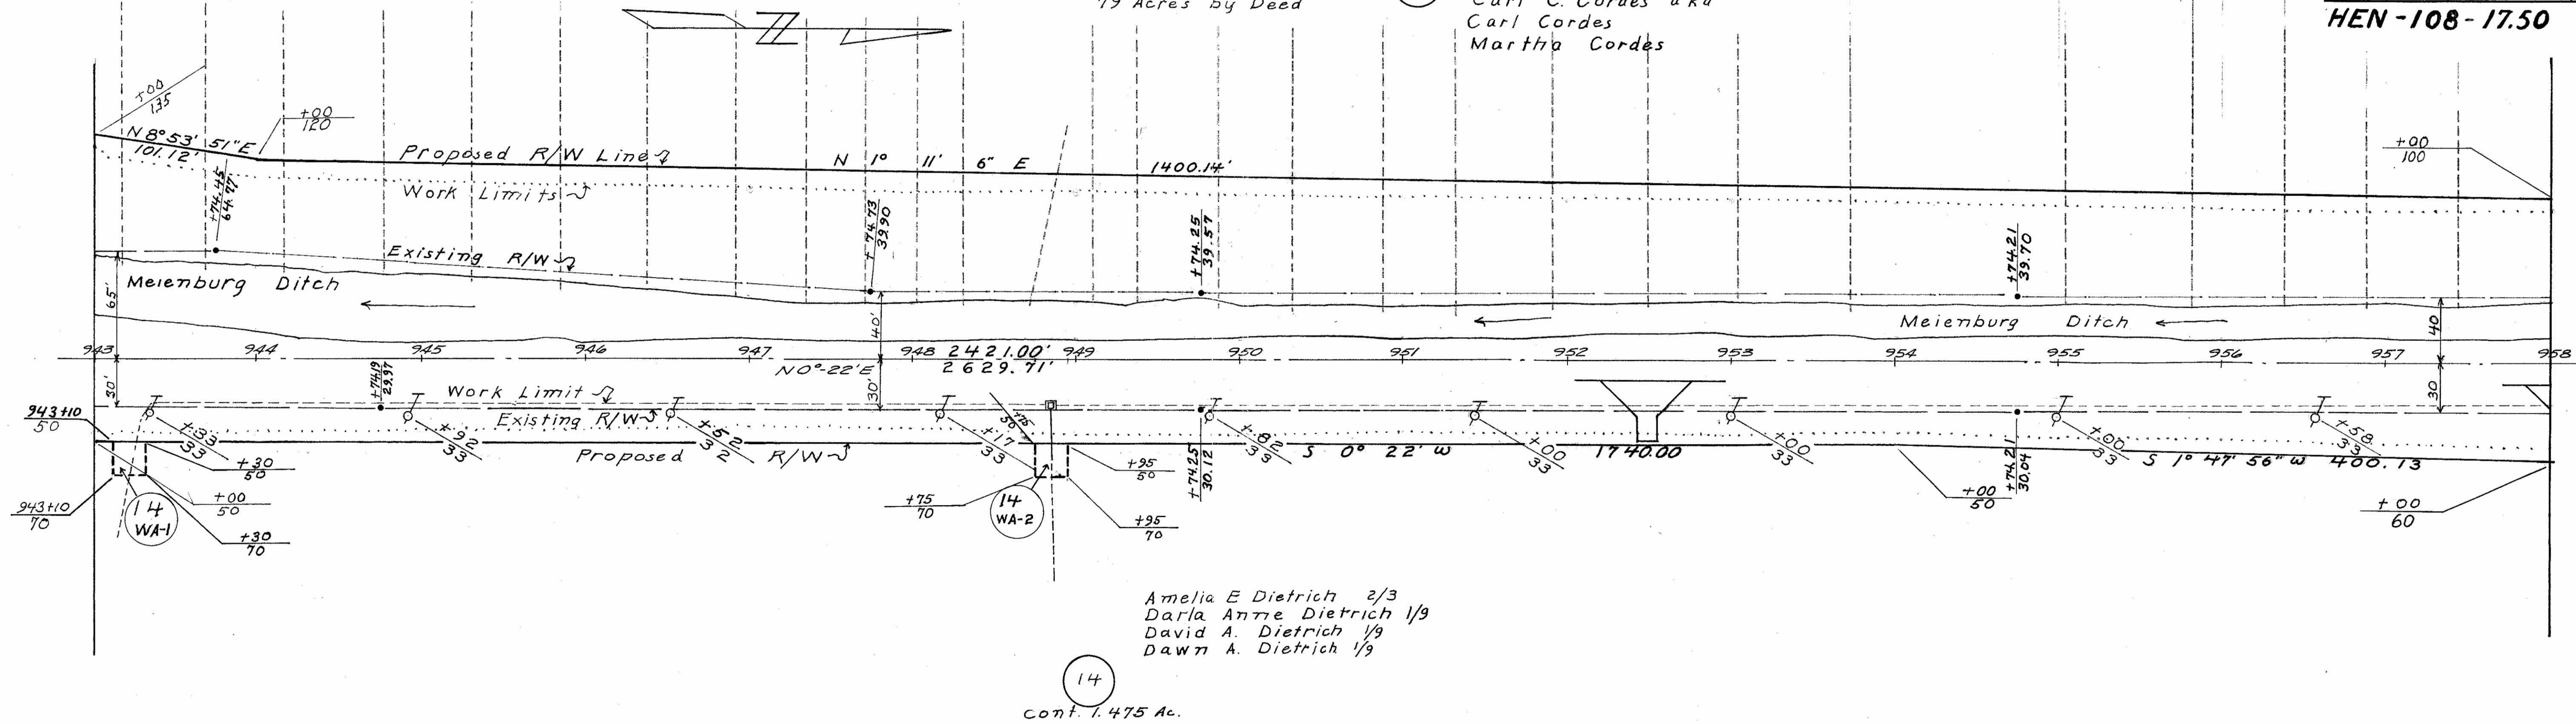 79 Acres by Deed
Carl C. Cordes aka
Carl Cordes
Martha Cordes
HEN-108-17.50
+00
135
+00
120
N 8° 53' 51" E
101.12'
Proposed R/W Line
N 1° 11' 6" E 1400.14'
+00
100
Work Limits
+74.45
64.77
+74.73
39.90
+74.25
39.57
+74.21
39.70
Existing R/W
Meienburg Ditch
65'
40'
Meienburg Ditch
40
943 944 945 946 947 948 949 950 951 952 953 954 955 956 957 958
2421.00'
N0°-22'E
2629.71'
30'
+74.19
29.97
30'
30
Work Limit
Existing R/W
943+10
50
+33
33
+92
33
+52
32
+17
33
+75
50
+82
33
+00
33
+00
33
+00
33
+58
33
Proposed R/W
S 0° 22' W 1740.00
S 1° 47' 56" W 400.13
+30
50
+00
50
943+10
70
14
WA-1
+30
70
+75
70
14
WA-2
+95
50
+95
70
+74.25
30.12
+74.21
30.04
+00
50
+00
60
Amelia E Dietrich 2/3
Darla Anne Dietrich 1/9
David A. Dietrich 1/9
Dawn A. Dietrich 1/9
14
Cont. 1.475 Ac.